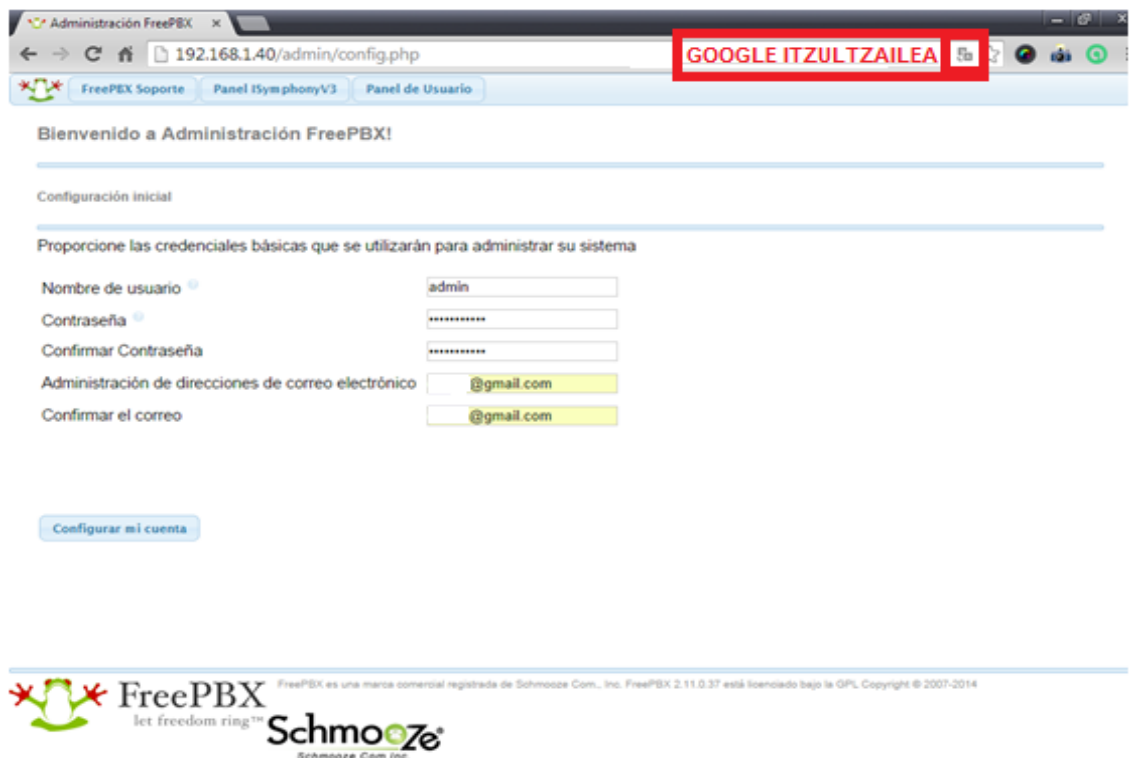 Administración FreePBX
192.168.1.40/admin/config.php
GOOGLE ITZULTZAILEA
FreePBX Soporte Panel ISymphonyV3 Panel de Usuario
Bienvenido a Administración FreePBX!
Configuración inicial
Proporcione las credenciales básicas que se utilizarán para administrar su sistema
Nombre de usuario admin
Contraseña •••••••••••
Confirmar Contraseña •••••••••••
Administración de direcciones de correo electrónico @gmail.com
Confirmar el correo @gmail.com
Configurar mi cuenta
FreePBX es una marca comercial registrada de Schmooze Com., Inc. FreePBX 2.11.0.37 está licenciado bajo la GPL Copyright © 2007-2014
FreePBX
let freedom ring™
Schmooze
Schmooze Com Inc.